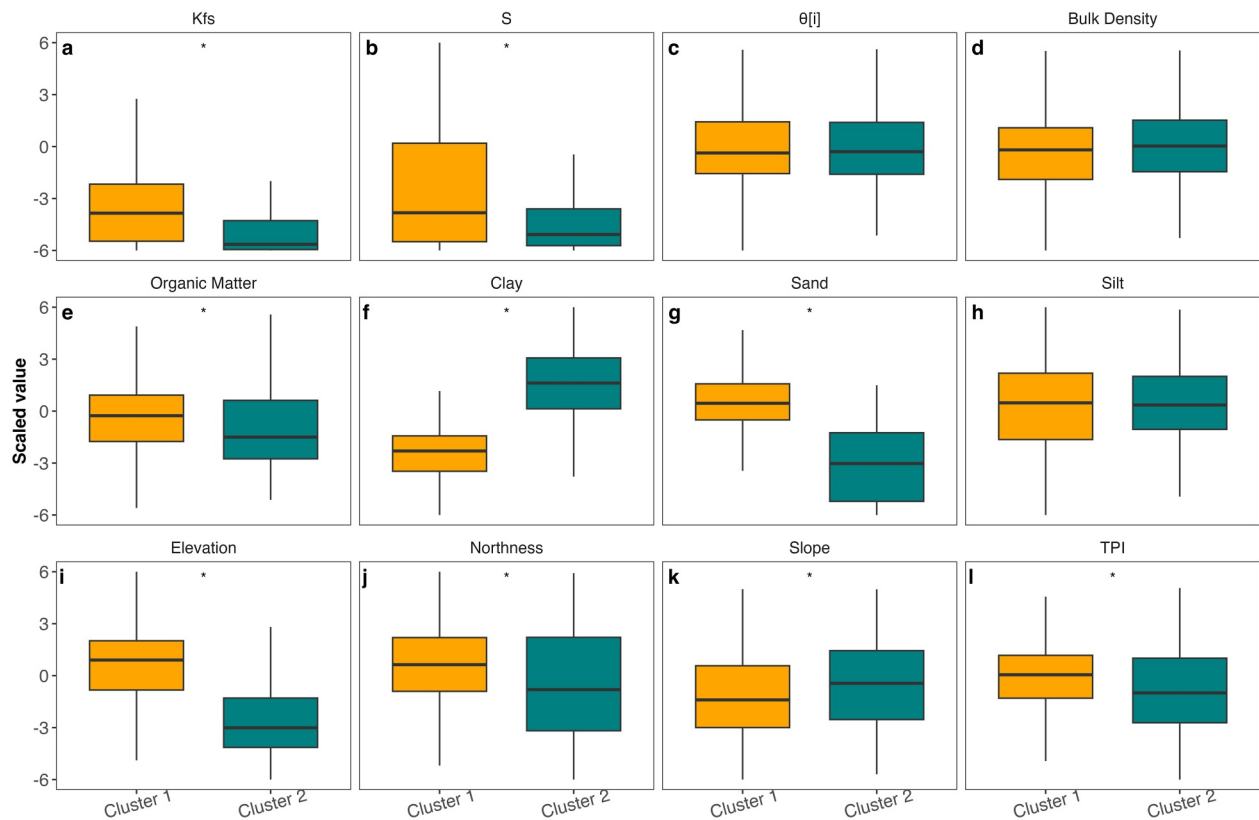 Kfs
S
θ[i]
Bulk Density
a
*
b
*
c
d
6
3
0
-3
-6
Organic Matter
Clay
Sand
Silt
e
*
f
*
g
*
h
6
3
0
-3
-6
Scaled value
Elevation
Northness
Slope
TPI
i
*
j
*
k
*
l
*
6
3
0
-3
-6
Cluster 1
Cluster 2
Cluster 1
Cluster 2
Cluster 1
Cluster 2
Cluster 1
Cluster 2